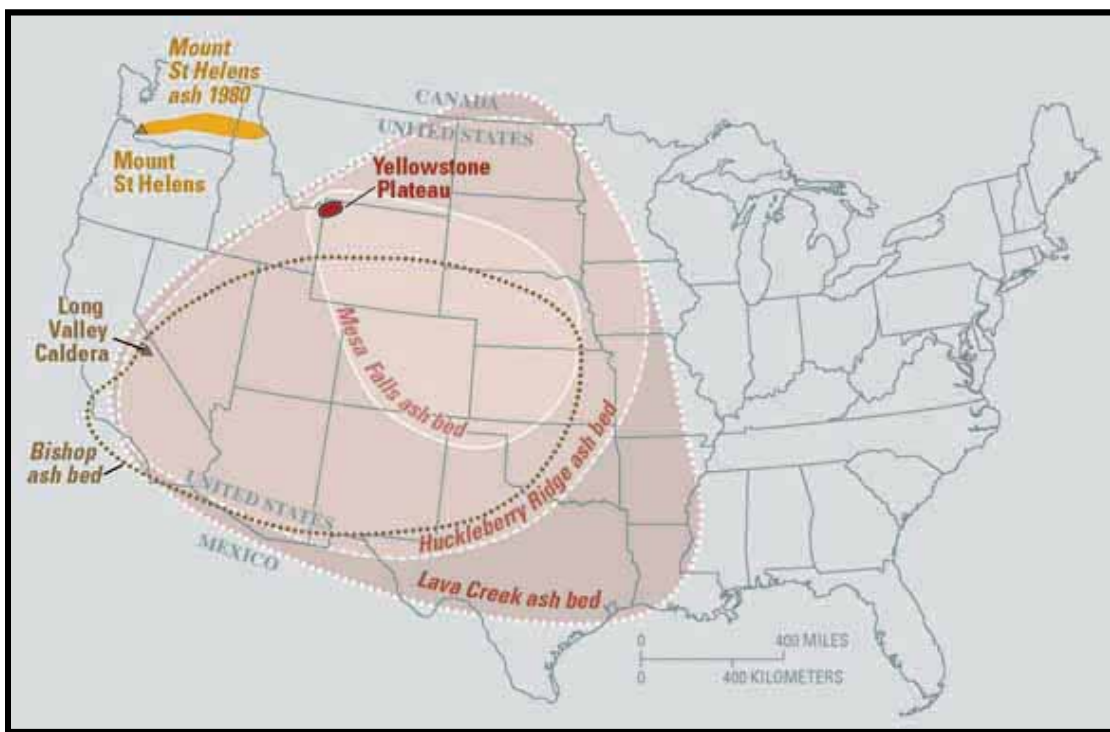 Mount
St Helens
ash 1980
Mount
St Helens
CANADA
UNITED STATES
Yellowstone
Plateau
Long
Valley
Caldera
Mesa Falls ash bed
Bishop
ash bed
UNITED STATES
MEXICO
Huckleberry Ridge ash bed
Lava Creek ash bed
0 400 MILES
0 400 KILOMETERS